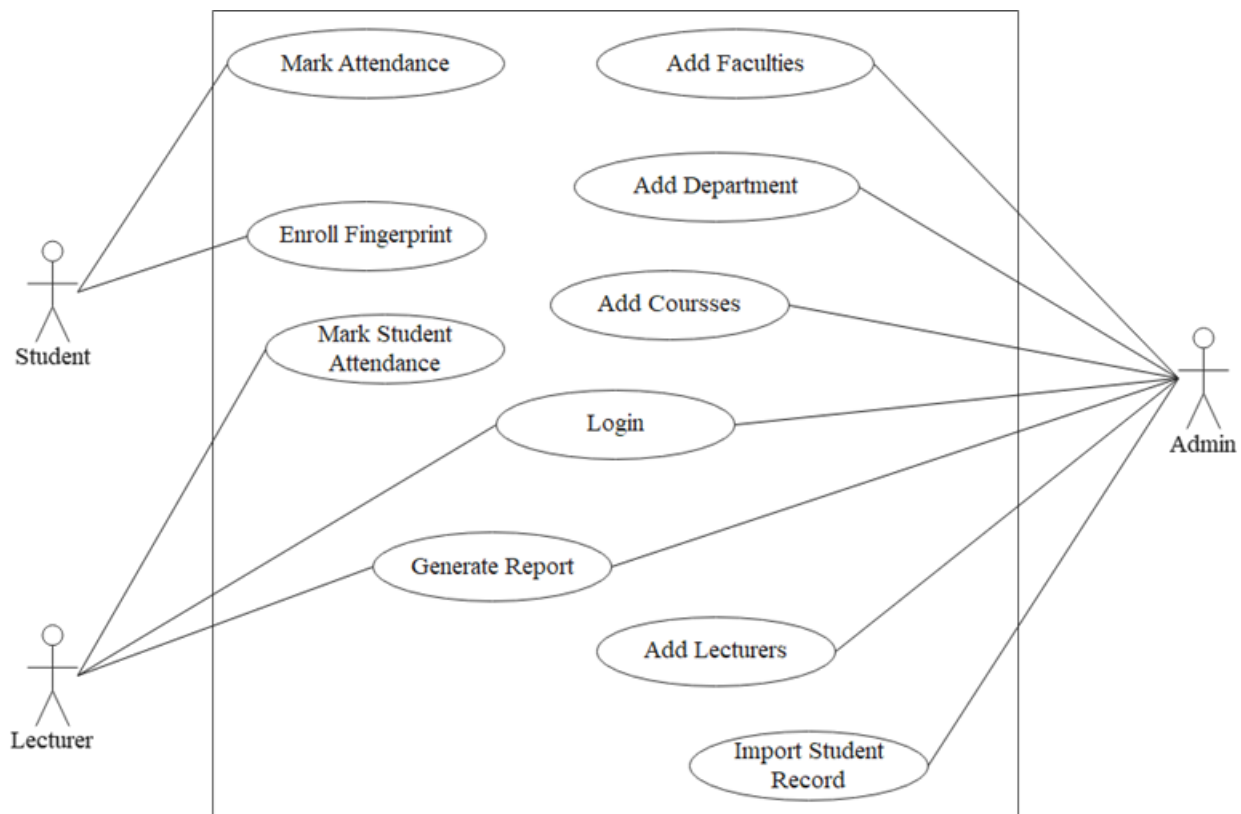 Mark Attendance
Add Faculties
Add Department
Enroll Fingerprint
Add Coursses
Mark Student
Attendance
Student
Login
Admin
Generate Report
Add Lecturers
Lecturer
Import Student
Record